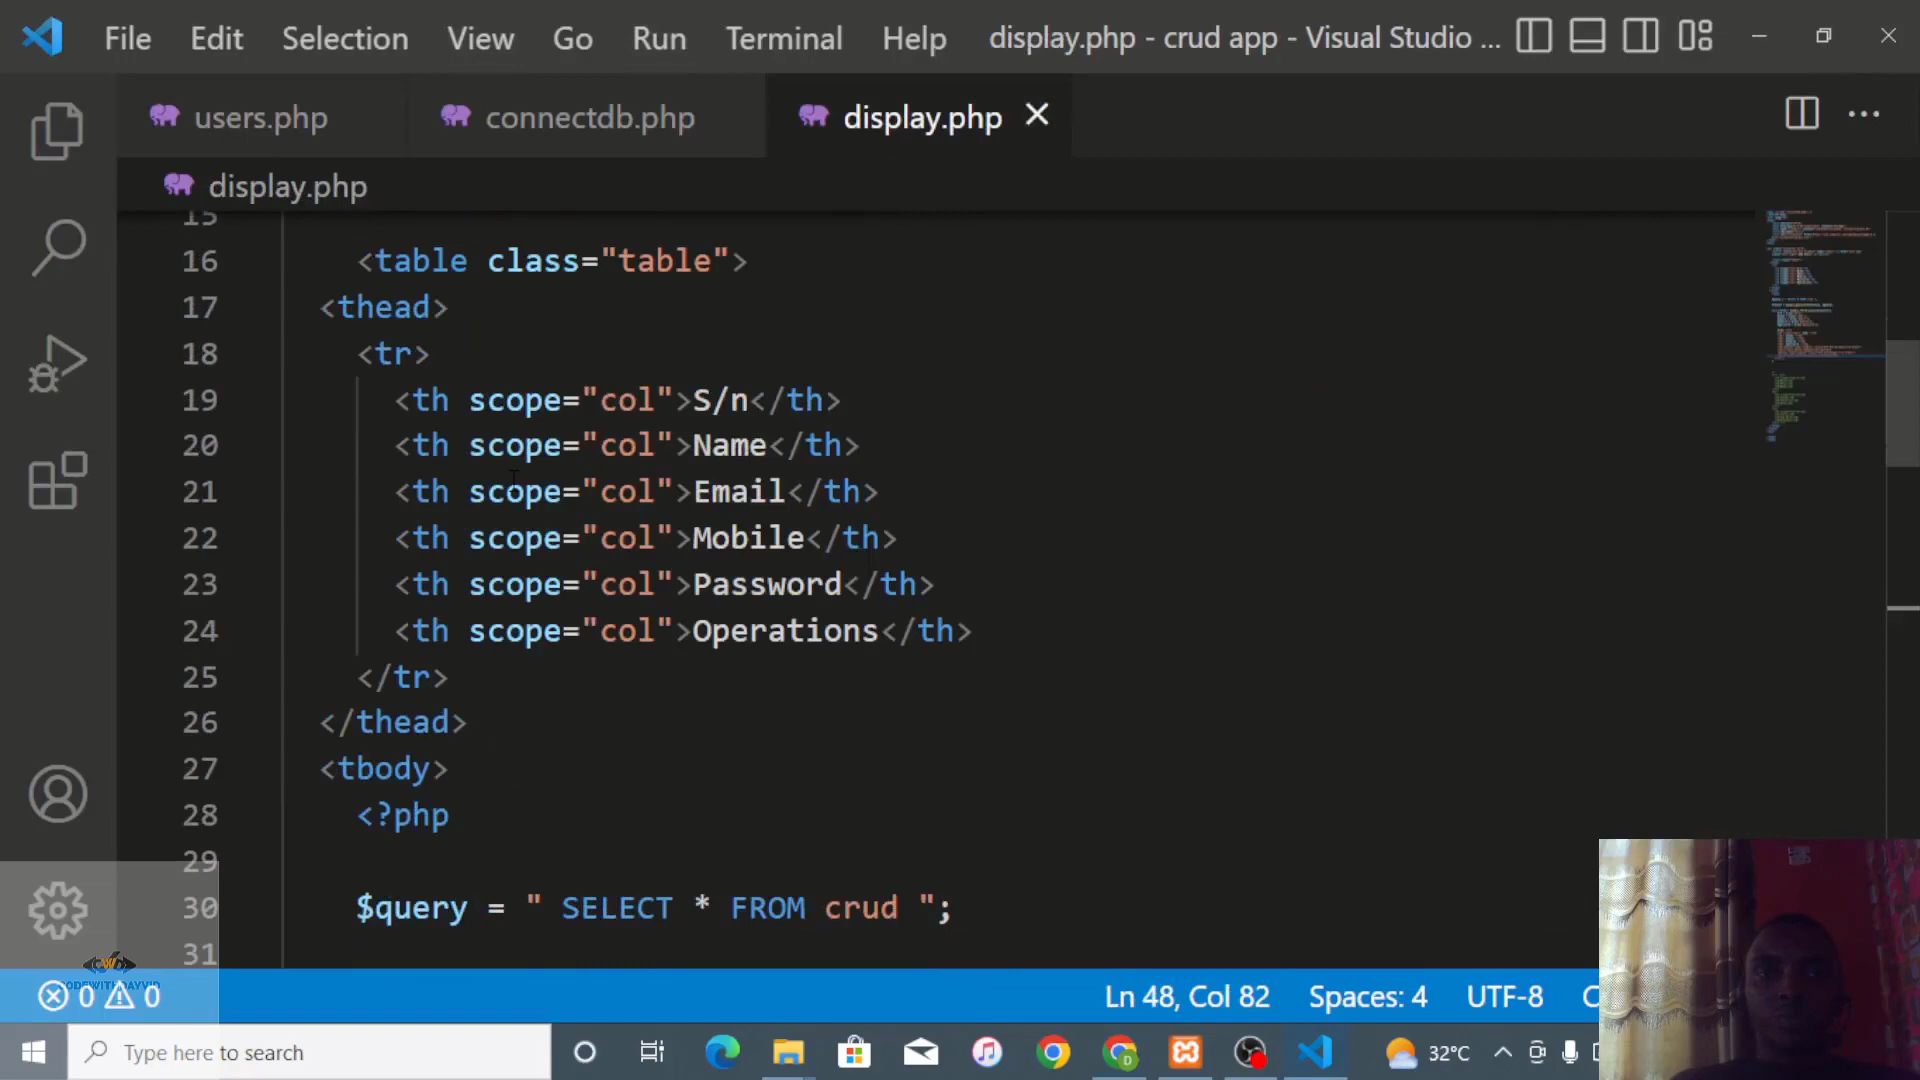 File Edit Selection View Go Run Terminal Help display.php - crud app - Visual Studio ...
users.php connectdb.php display.php
display.php
15
16 <table class="table">
17 <thead>
18 <tr>
19 <th scope="col">S/n</th>
20 <th scope="col">Name</th>
21 <th scope="col">Email</th>
22 <th scope="col">Mobile</th>
23 <th scope="col">Password</th>
24 <th scope="col">Operations</th>
25 </tr>
26 </thead>
27 <tbody>
28 <?php
29
30 $query = " SELECT * FROM crud ";
31
CWD
CODEWITHDAYVID
0 0 Ln 48, Col 82 Spaces: 4 UTF-8
Type here to search 32°C